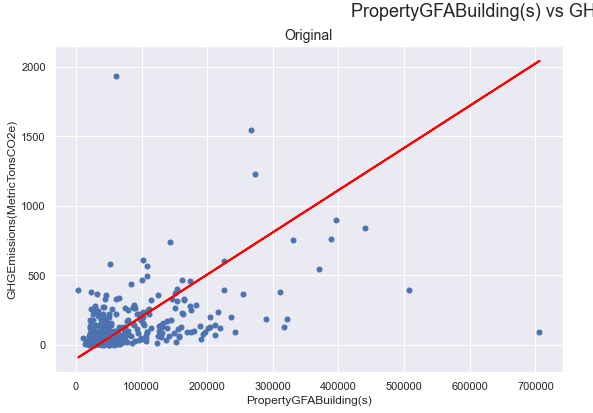 PropertyGFABuilding(s) vs GH
Original
2000
1500
1000
500
0
GHGEmissions(MetricTonsCO2e)
0 100000 200000 300000 400000 500000 600000 700000
PropertyGFABuilding(s)